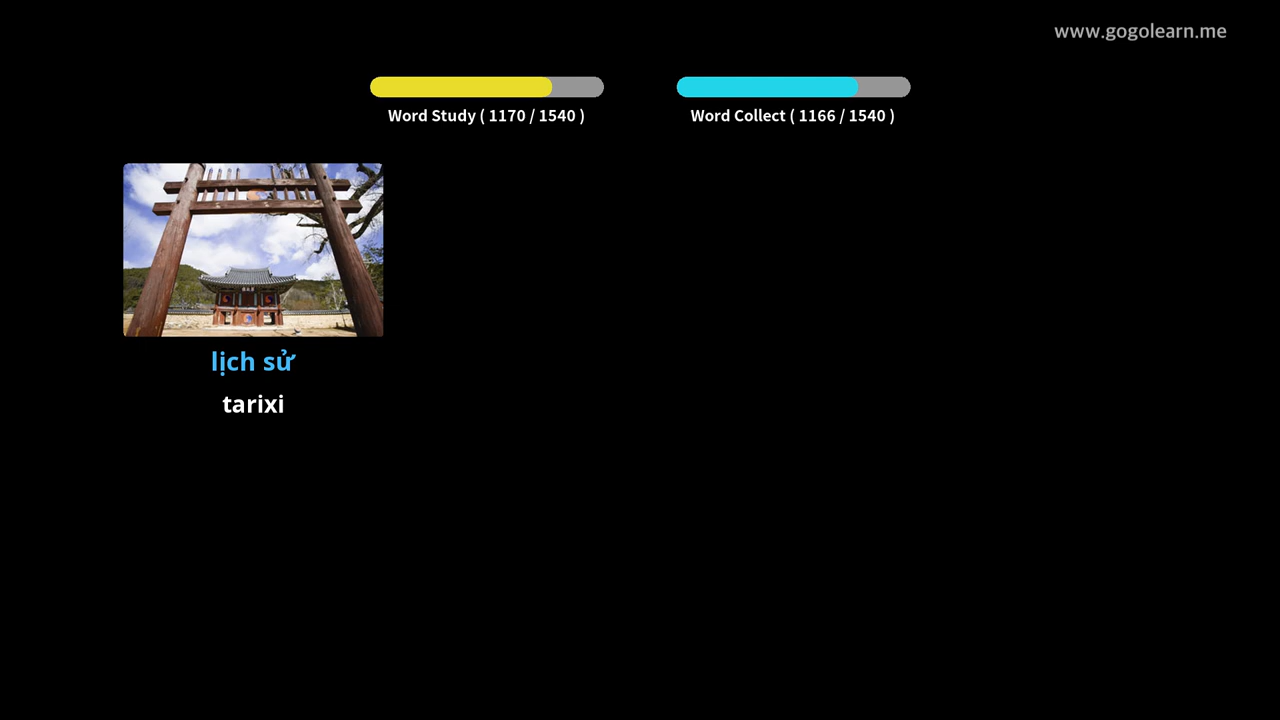 www.gogolearn.me
Word Study ( 1170 / 1540 )
Word Collect ( 1166 / 1540 )
lịch sử
tarixi